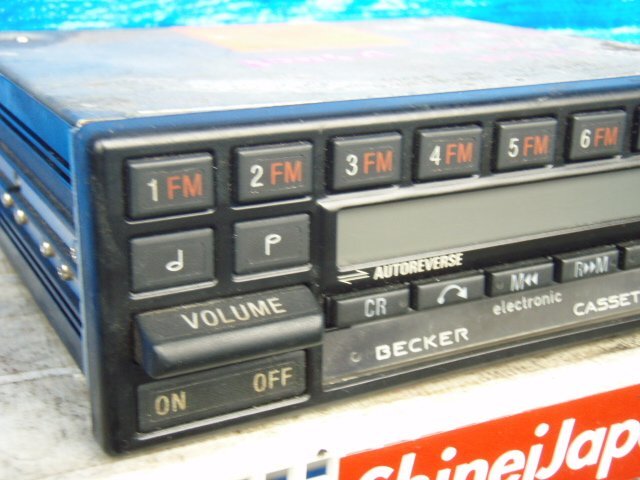 1 FM 2 FM 3 FM 4 FM 5 FM 6 FM
AUTOREVERSE
VOLUME
CR M◂◂ R▸▸M
electronic
BECKER CASSET
ON OFF
ShineiJapa